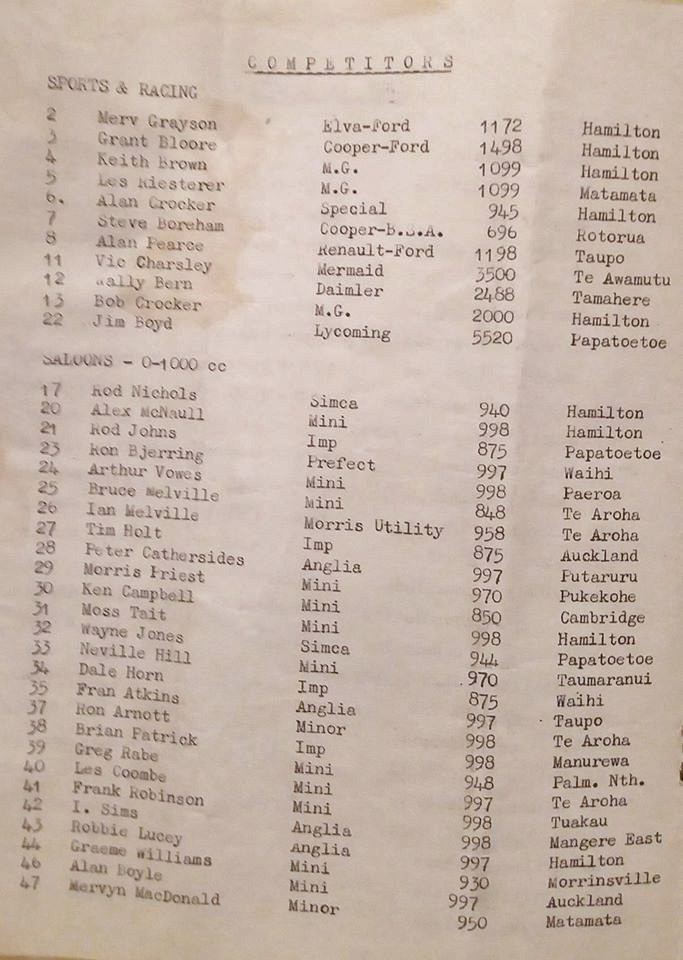 COMPETITORS
SPORTS & RACING
2 Merv Grayson Elva-Ford 1172 Hamilton
3 Grant Bloore Cooper-Ford 1498 Hamilton
4 Keith Brown M.G. 1099 Hamilton
5 Les Riesterer M.G. 1099 Matamata
6. Alan Crocker Special 945 Hamilton
7 Steve Boreham Cooper-B.S.A. 696 Rotorua
8 Alan Pearce Renault-Ford 1198 Taupo
11 Vic Charsley Mermaid 3500 Te Awamutu
12 Wally Bern Daimler 2488 Tamahere
13 Bob Crocker M.G. 2000 Hamilton
22 Jim Boyd Lycoming 5520 Papatoetoe
SALOONS - 0-1000 cc
17 Rod Nichols Simca 940 Hamilton
20 Alex McNaull Mini 998 Hamilton
21 Rod Johns Imp 875 Papatoetoe
23 Ron Bjerring Prefect 997 Waihi
24 Arthur Vowes Mini 998 Paeroa
25 Bruce Melville Mini 848 Te Aroha
26 Ian Melville Morris Utility 958 Te Aroha
27 Tim Holt Imp 875 Auckland
28 Peter Cathersides Anglia 997 Putaruru
29 Morris Priest Mini 970 Pukekohe
30 Ken Campbell Mini 850 Cambridge
31 Moss Tait Mini 998 Hamilton
32 Wayne Jones Simca 944 Papatoetoe
33 Neville Hill Mini .970 Taumaranui
34 Dale Horn Imp 875 Waihi
35 Fran Atkins Anglia 997 Taupo
37 Ron Arnott Minor 998 Te Aroha
38 Brian Patrick Imp 998 Manurewa
39 Greg Rabe Mini 948 Palm. Nth.
40 Les Coombe Mini 997 Te Aroha
41 Frank Robinson Mini 998 Tuakau
42 I. Sims Anglia 998 Mangere East
43 Robbie Lucey Anglia 997 Hamilton
44 Graeme Williams Mini 930 Morrinsville
46 Alan Boyle Mini 997 Auckland
47 Mervyn MacDonald Minor 950 Matamata